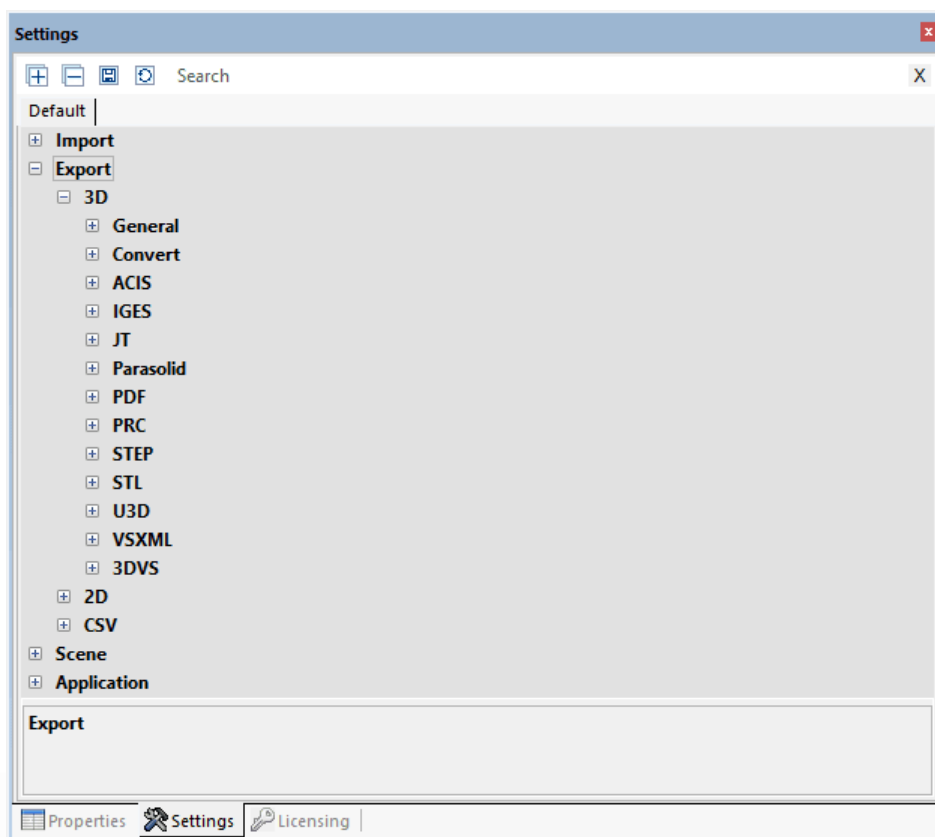 Settings
x
Search X
Default
Import
Export
3D
General
Convert
ACIS
IGES
JT
Parasolid
PDF
PRC
STEP
STL
U3D
VSXML
3DVS
2D
CSV
Scene
Application
Export
Properties Settings Licensing